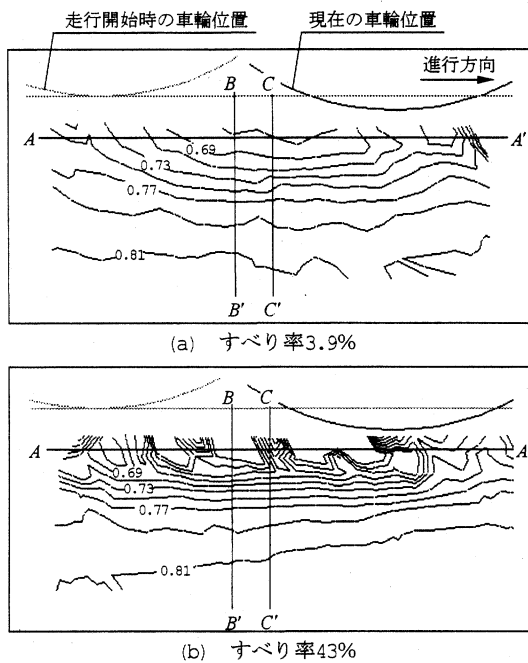 走行開始時の車輪位置
現在の車輪位置
B C
進行方向
A A'
0.69
0.73
0.77
0.81
B' C'
(a) すべり率3.9%
B C
A A
0.69
0.73
0.77
0.81
B' C'
(b) すべり率43%